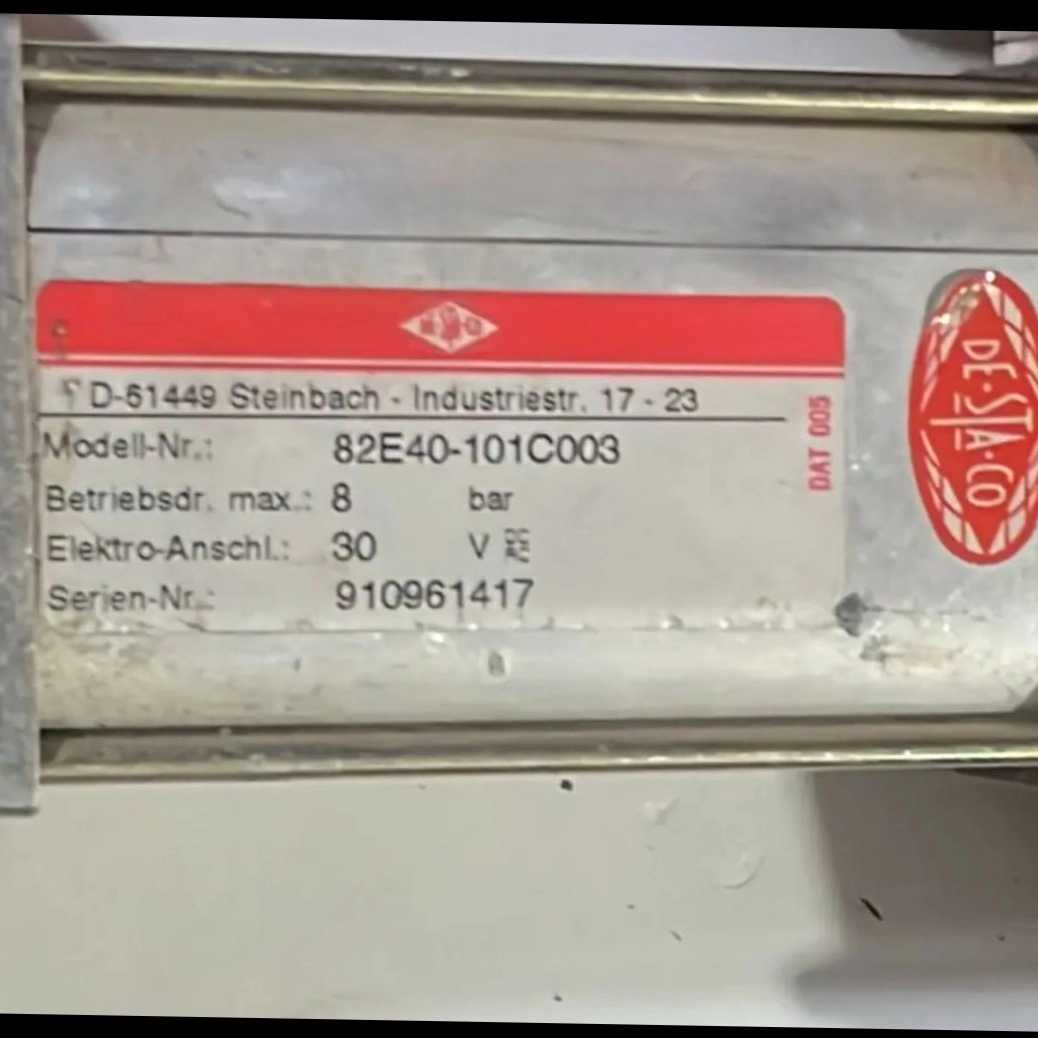 D-61449 Steinbach - Industriestr. 17 - 23
Modell-Nr.: 82E40-101C003
Betriebsdr. max.: 8 bar
Elektro-Anschl.: 30 V
Serien-Nr.: 910961417
DAT 005
DE-STA-CO